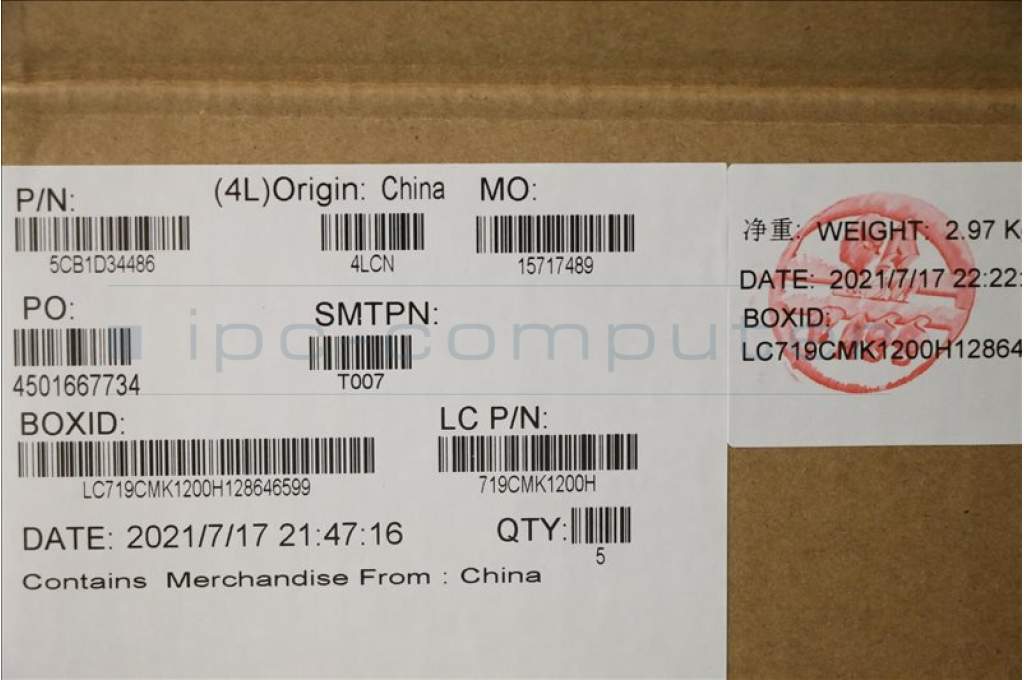 P/N:
5CB1D34486
(4L)Origin: China
4LCN
MO:
15717489
PO:
4501667734
SMTPN:
T007
BOXID:
LC719CMK1200H128646599
LC P/N:
719CMK1200H
DATE: 2021/7/17 21:47:16
QTY:
5
Contains Merchandise From : China
净重: WEIGHT: 2.97 K
DATE: 2021/7/17 22:22:
BOXID:
LC719CMK1200H12864
ipo.comput